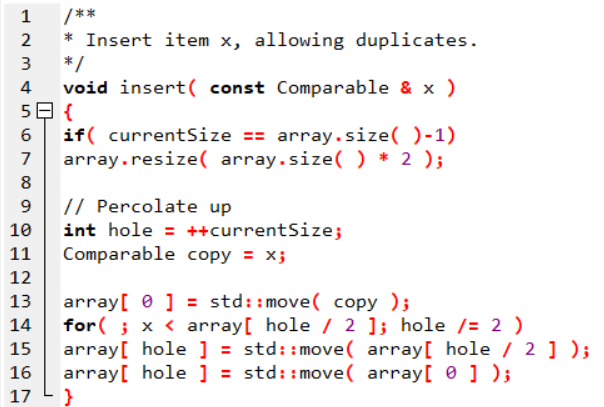 1 /**
2 * Insert item x, allowing duplicates.
3 */
4 void insert( const Comparable & x )
5 {
6 if( currentSize == array.size( )-1)
7 array.resize( array.size( ) * 2 );
8
9 // Percolate up
10 int hole = ++currentSize;
11 Comparable copy = x;
12
13 array[ 0 ] = std::move( copy );
14 for( ; x < array[ hole / 2 ]; hole /= 2 )
15 array[ hole ] = std::move( array[ hole / 2 ] );
16 array[ hole ] = std::move( array[ 0 ] );
17 }